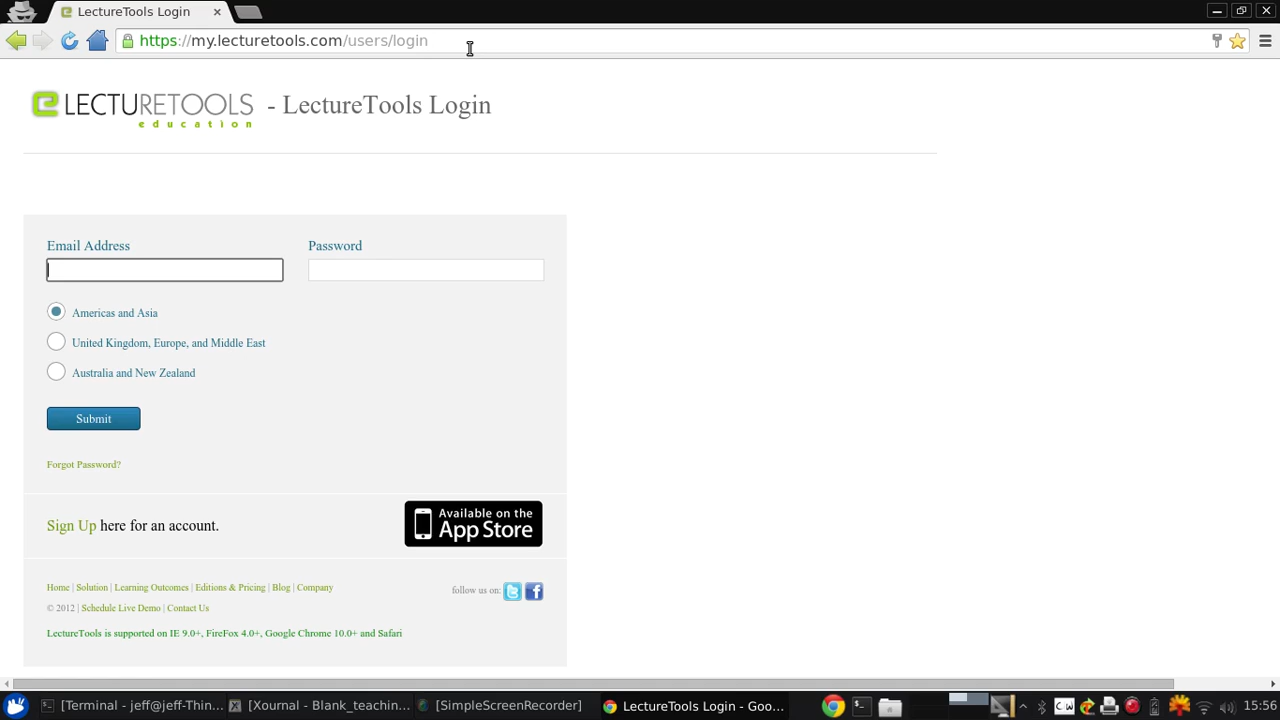 LectureTools Login
https://my.lecturetools.com/users/login
LECTURETOOLS
education
- LectureTools Login
Email Address
Password
Americas and Asia
United Kingdom, Europe, and Middle East
Australia and New Zealand
Submit
Forgot Password?
Sign Up here for an account.
Available on the
App Store
Home | Solution | Learning Outcomes | Editions & Pricing | Blog | Company
follow us on:
© 2012 | Schedule Live Demo | Contact Us
LectureTools is supported on IE 9.0+, FireFox 4.0+, Google Chrome 10.0+ and Safari
[Terminal - jeff@jeff-Thin...
[Xournal - Blank_teachin...
[SimpleScreenRecorder]
LectureTools Login - Goo...
CW
15:56